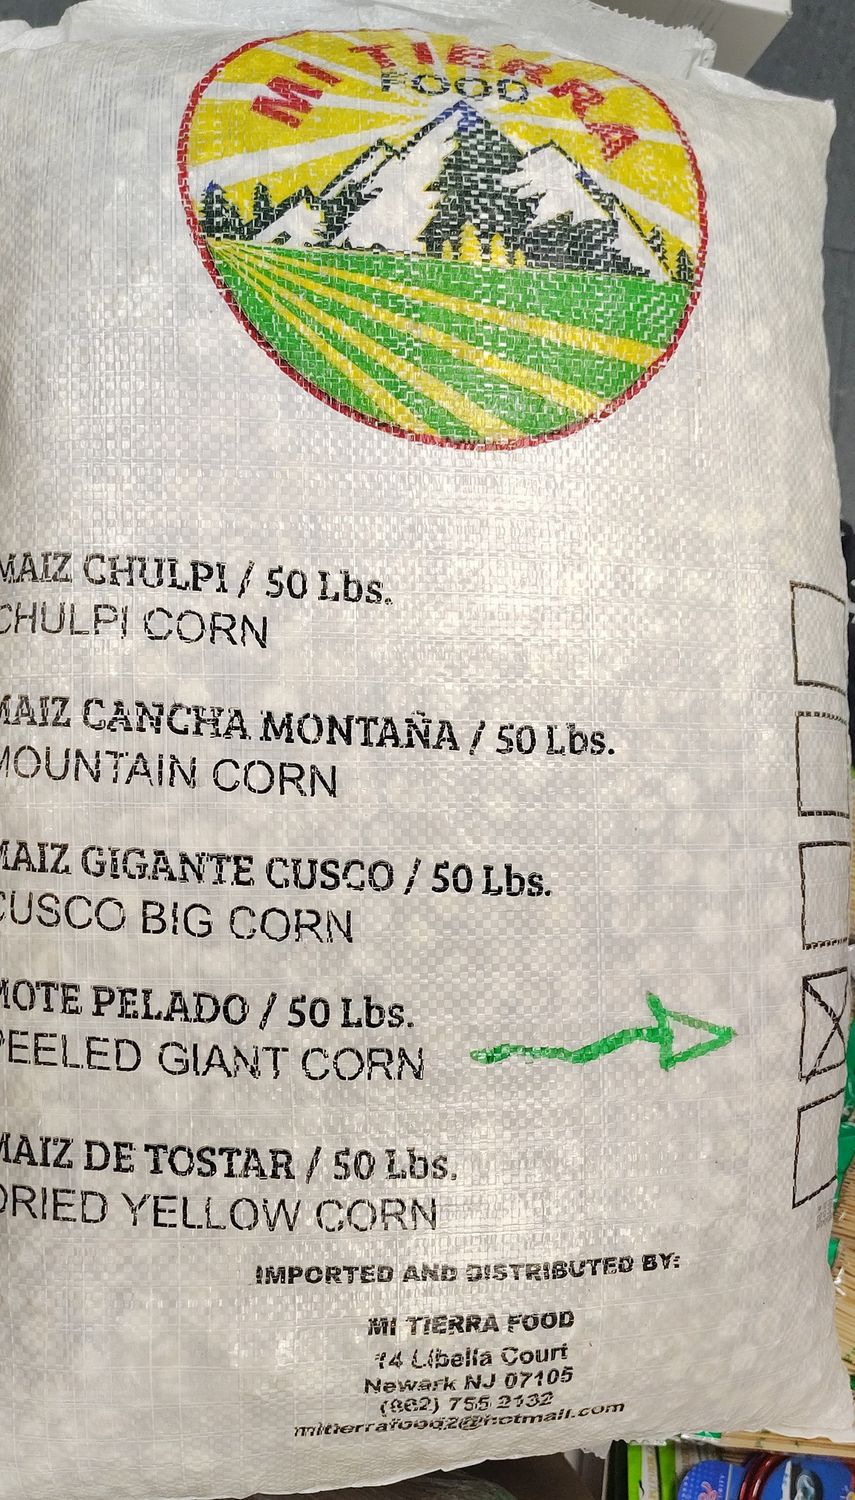 MI TIERRA
FOOD
MAIZ CHULPI / 50 Lbs.
CHULPI CORN
MAIZ CANCHA MONTAÑA / 50 Lbs.
MOUNTAIN CORN
MAIZ GIGANTE CUSCO / 50 Lbs.
CUSCO BIG CORN
MOTE PELADO / 50 Lbs.
PEELED GIANT CORN
MAIZ DE TOSTAR / 50 Lbs.
DRIED YELLOW CORN
IMPORTED AND DISTRIBUTED BY:
MI TIERRA FOOD
14 Libella Court
Newark NJ 07105
(862) 755 2132
mitierrafood2@hotmail.com